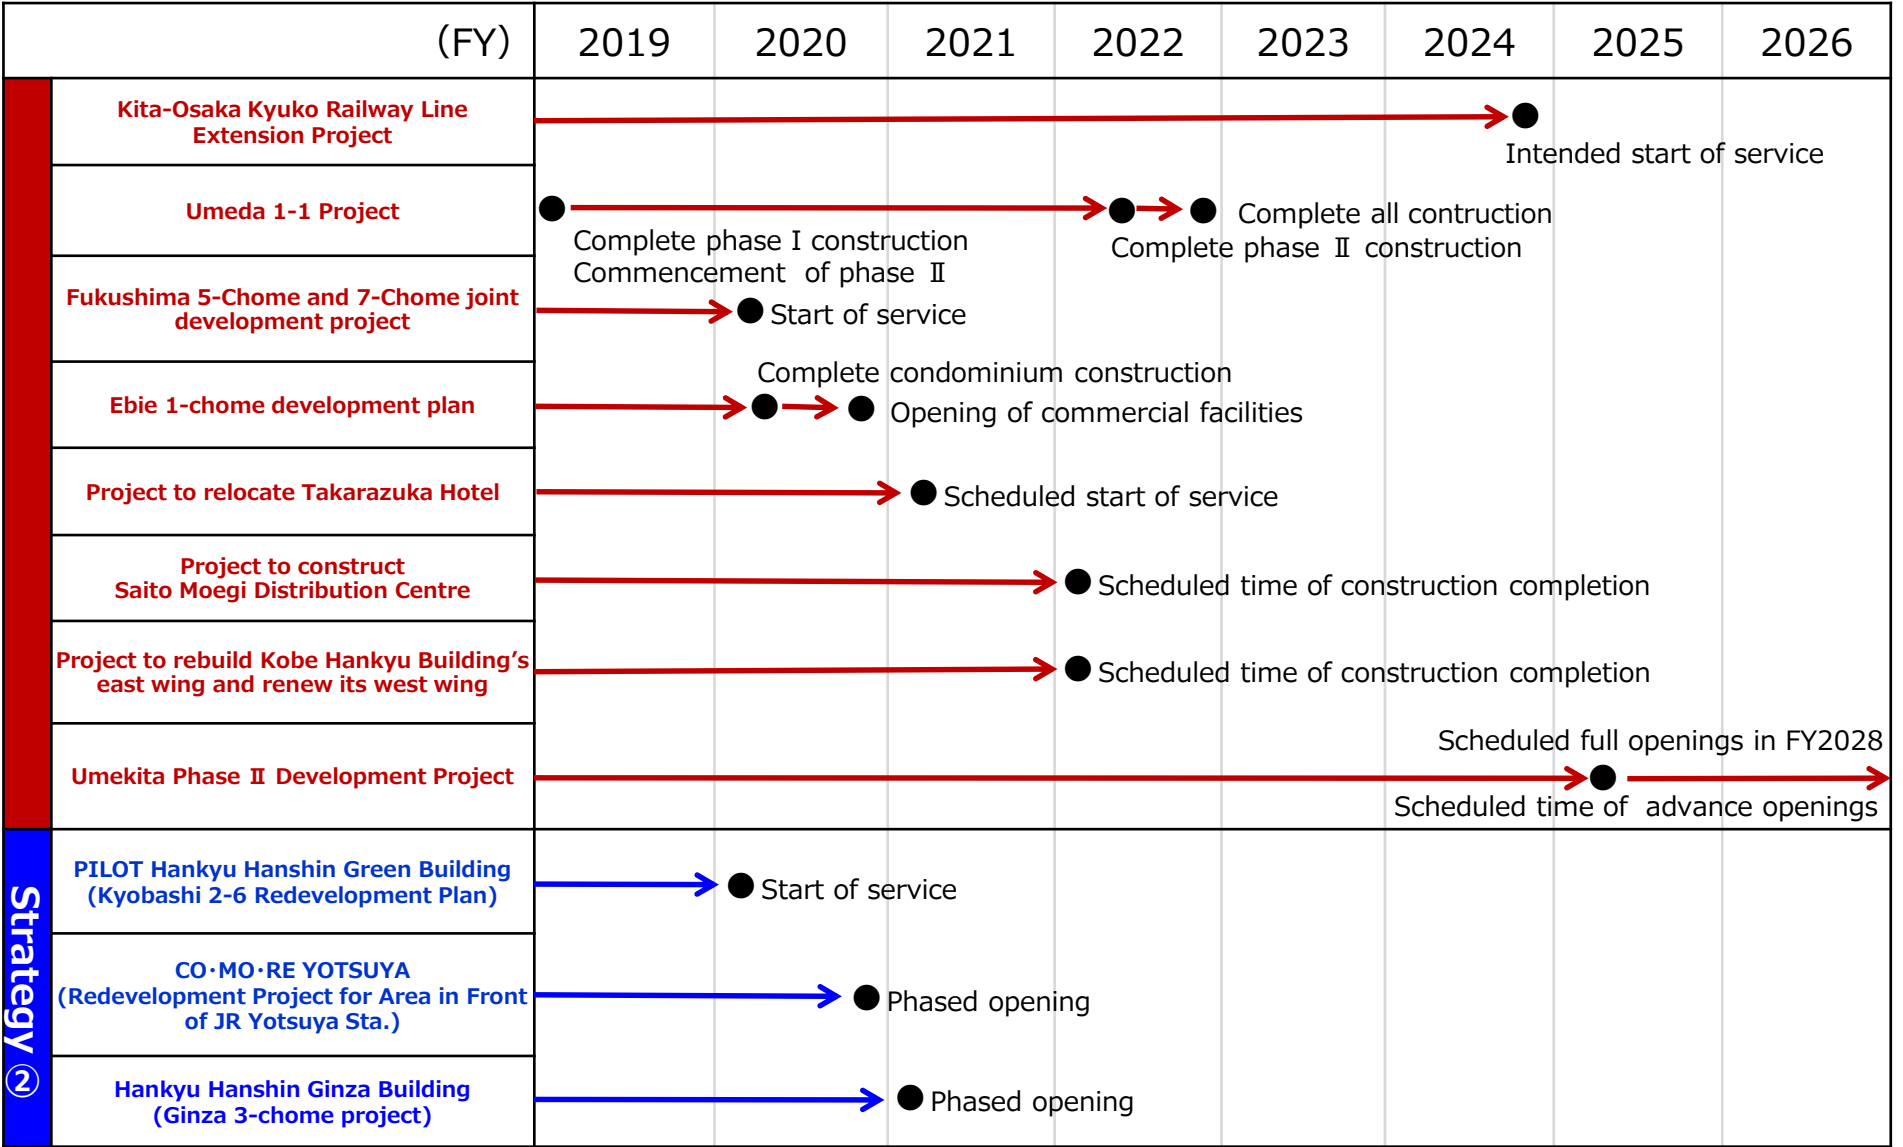 (FY) 2019 2020 2021 2022 2023 2024 2025 2026
Kita-Osaka Kyuko Railway Line
Extension Project
Intended start of service
Umeda 1-1 Project
Complete all contruction
Complete phase I construction
Complete phase Ⅱ construction
Commencement of phase Ⅱ
Fukushima 5-Chome and 7-Chome joint
development project
Start of service
Complete condominium construction
Ebie 1-chome development plan
Opening of commercial facilities
Project to relocate Takarazuka Hotel
Scheduled start of service
Project to construct
Saito Moegi Distribution Centre
Scheduled time of construction completion
Project to rebuild Kobe Hankyu Building’s
east wing and renew its west wing
Scheduled time of construction completion
Scheduled full openings in FY2028
Umekita Phase Ⅱ Development Project
Scheduled time of advance openings
Strategy ②
PILOT Hankyu Hanshin Green Building
(Kyobashi 2-6 Redevelopment Plan)
Start of service
CO・MO・RE YOTSUYA
(Redevelopment Project for Area in Front
of JR Yotsuya Sta.)
Phased opening
Hankyu Hanshin Ginza Building
(Ginza 3-chome project)
Phased opening